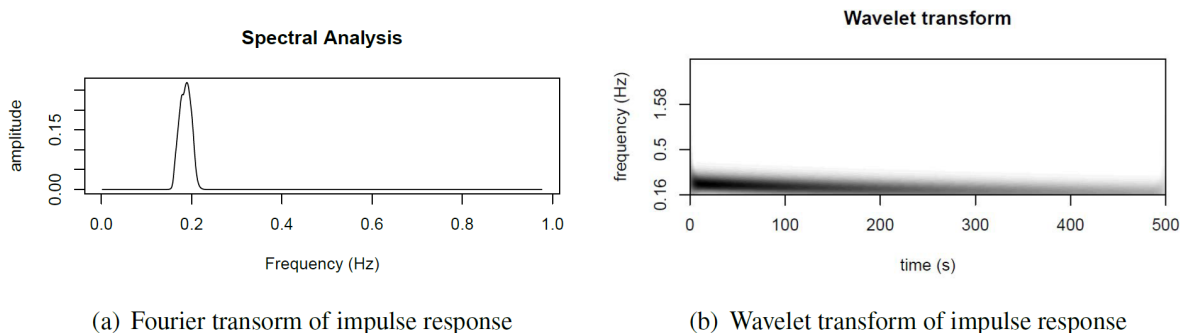 Spectral Analysis
amplitude
0.00 0.15
0.0 0.2 0.4 0.6 0.8 1.0
Frequency (Hz)
(a) Fourier transorm of impulse response
Wavelet transform
frequency (Hz)
0.16 0.5 1.58
0 100 200 300 400 500
time (s)
(b) Wavelet transform of impulse response